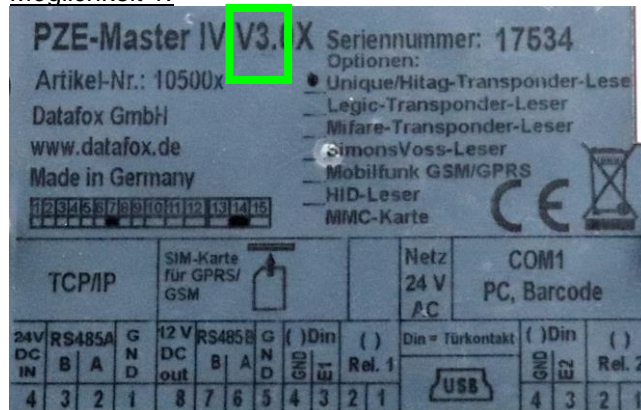 Möglichkeit 1:
PZE-Master IV V3.0X
Seriennummer: 17534
Artikel-Nr.: 10500x
Datafox GmbH
www.datafox.de
Made in Germany
1 2 3 4 5 6 7 8 9 10 11 12 13 14 15
Optionen:
Unique/Hitag-Transponder-Lese
Legic-Transponder-Leser
Mifare-Transponder-Leser
SimonsVoss-Leser
Mobilfunk GSM/GPRS
HID-Leser
MMC-Karte
CE
TCP/IP
SIM-Karte
für GPRS/
GSM
Netz
24 V
AC
COM1
PC, Barcode
24V DC IN
RS485A
B A
GND
12 V DC out
RS485B
B A
GND
( )Din
GND E1
( )
Rel. 1
Din = Türkontakt
USB
( )Din
GND E2
( )
Rel. 2
4 3 2 1 8 7 6 5 4 3 2 1 4 3 2